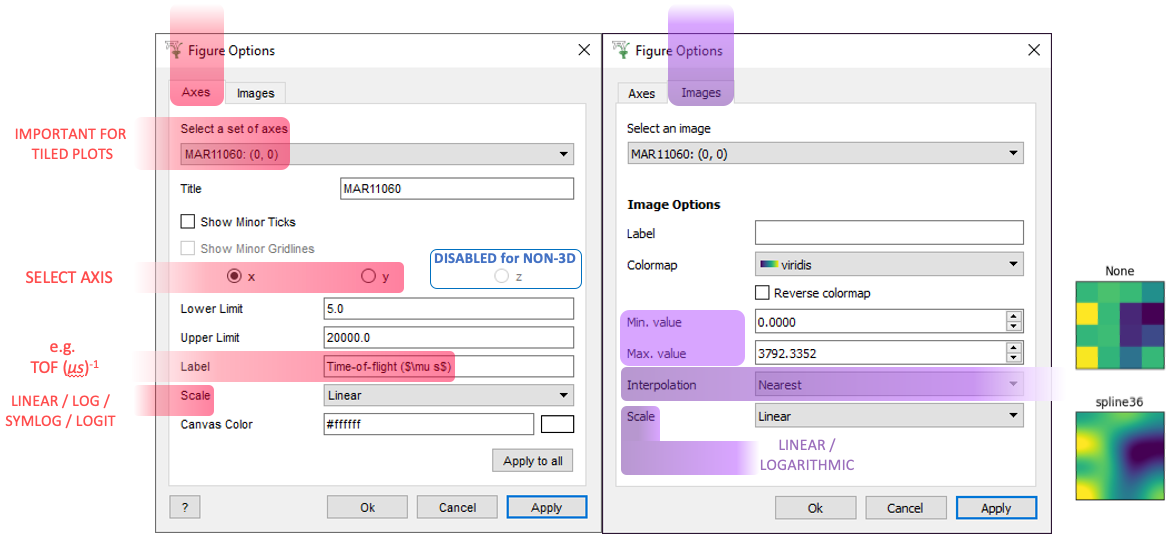 Figure Options
Axes
Images
IMPORTANT FOR
TILED PLOTS
Select a set of axes
MAR11060: (0, 0)
Title
MAR11060
Show Minor Ticks
Show Minor Gridlines
SELECT AXIS
x
y
DISABLED for NON-3D
z
Lower Limit
5.0
Upper Limit
20000.0
e.g.
TOF (μs)-1
Label
Time-of-flight ($\mu s$)
LINEAR / LOG /
SYMLOG / LOGIT
Scale
Linear
Canvas Color
#ffffff
Apply to all
?
Ok
Cancel
Apply
Figure Options
Axes
Images
Select an image
MAR11060: (0, 0)
Image Options
Label
Colormap
viridis
Reverse colormap
Min. value
0.0000
Max. value
3792.3352
Interpolation
Nearest
Scale
Linear
LINEAR /
LOGARITHMIC
Ok
Cancel
Apply
None
spline36